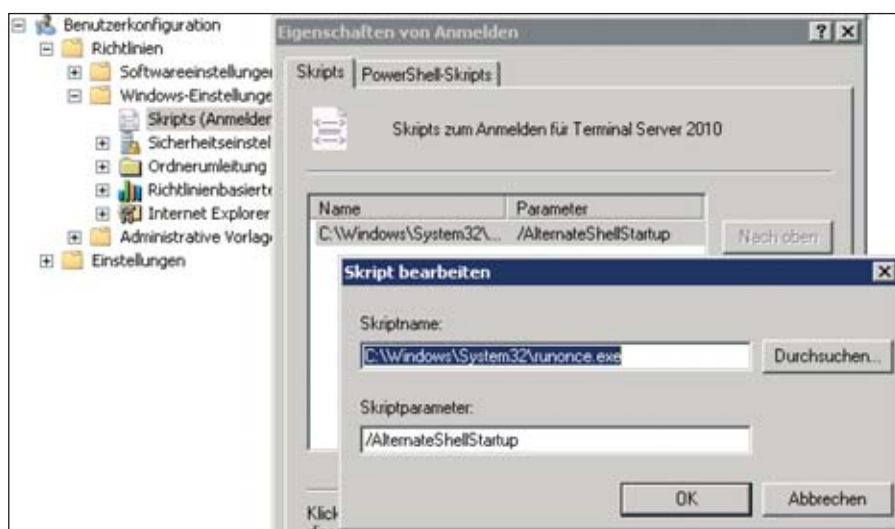 Benutzerkonfiguration
Richtlinien
Softwareeinstellunge
Windows-Einstellunge
Skripts (Anmelder
Sicherheitseinstel
Ordnerumleitung
Richtlinienbasierte
Internet Explorer
Administrative Vorlag
Einstellungen
Eigenschaften von Anmelden
Skripts
PowerShell-Skripts
Skripts zum Anmelden für Terminal Server 2010
Name Parameter
C:\Windows\System32\... /AlternateShellStartup
Nach oben
Skript bearbeiten
Skriptname:
C:\Windows\System32\runonce.exe
Durchsuchen...
Skriptparameter:
/AlternateShellStartup
OK
Abbrechen
Klick